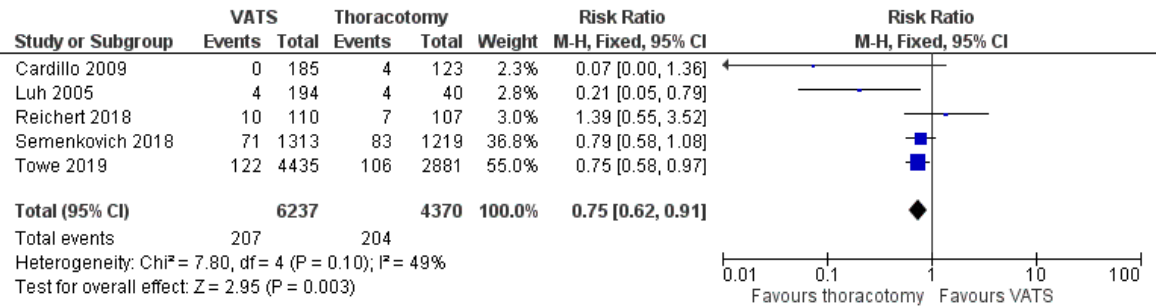 VATS Thoracotomy Risk Ratio Risk Ratio
Study or Subgroup Events Total Events Total Weight M-H, Fixed, 95% CI M-H, Fixed, 95% CI
Cardillo 2009 0 185 4 123 2.3% 0.07 [0.00, 1.36]
Luh 2005 4 194 4 40 2.8% 0.21 [0.05, 0.79]
Reichert 2018 10 110 7 107 3.0% 1.39 [0.55, 3.52]
Semenkovich 2018 71 1313 83 1219 36.8% 0.79 [0.58, 1.08]
Towe 2019 122 4435 106 2881 55.0% 0.75 [0.58, 0.97]
Total (95% CI) 6237 4370 100.0% 0.75 [0.62, 0.91]
Total events 207 204
Heterogeneity: Chi² = 7.80, df = 4 (P = 0.10); I² = 49%
Test for overall effect: Z = 2.95 (P = 0.003)
0.01 0.1 1 10 100
Favours thoracotomy Favours VATS